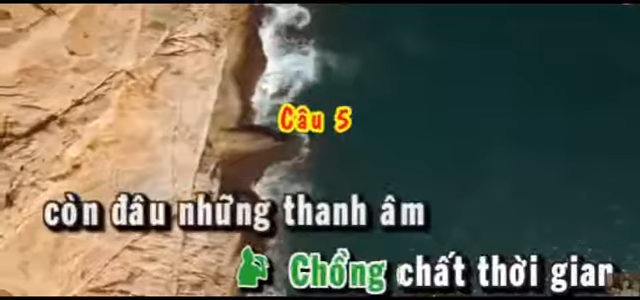 Câu 5
còn đâu những thanh âm
Chồng chất thời gian